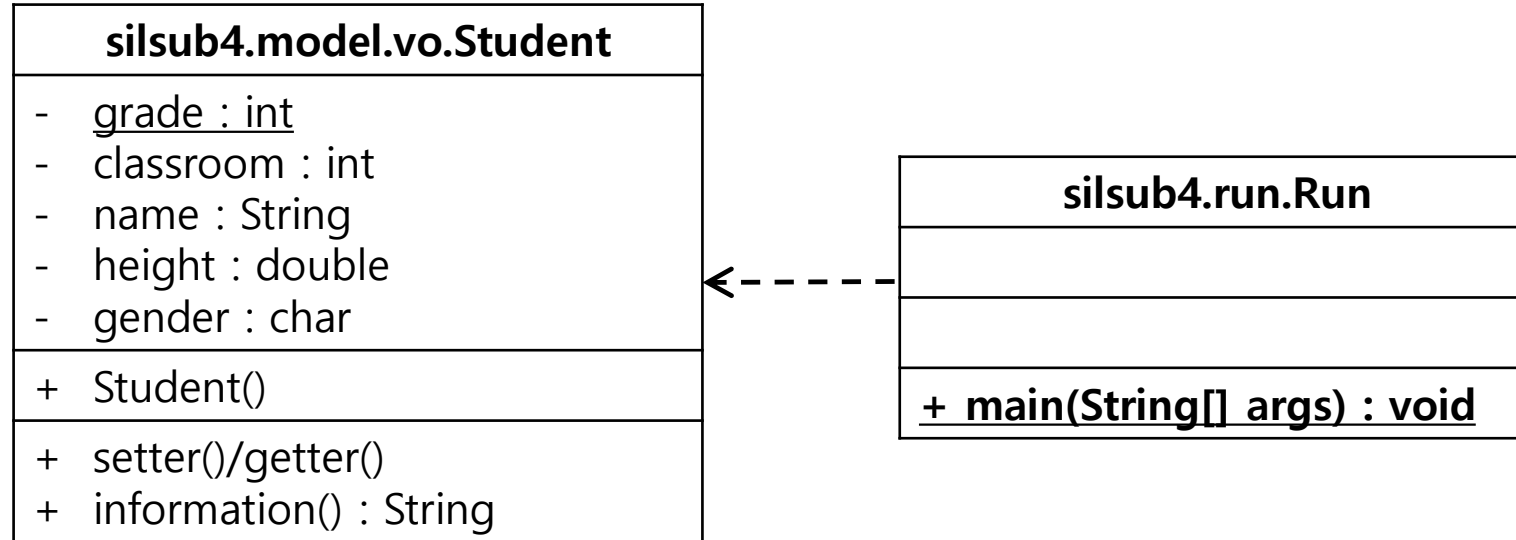 silsub4.model.vo.Student
- grade : int
- classroom : int
- name : String
- height : double
- gender : char
+ Student()
+ setter()/getter()
+ information() : String
silsub4.run.Run
+ main(String[] args) : void